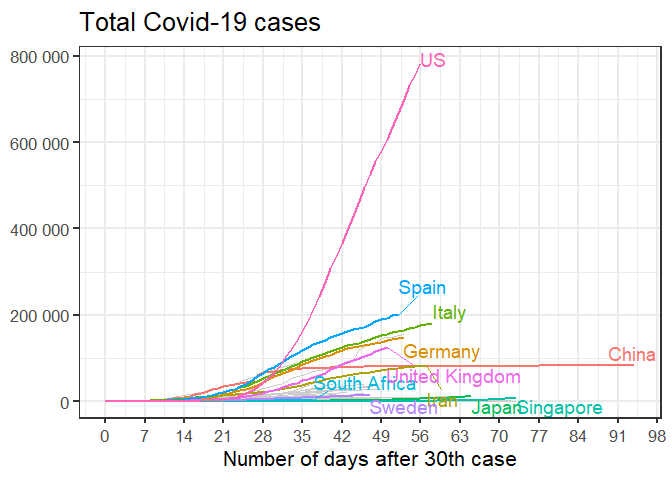 Total Covid-19 cases
800 000
600 000
400 000
200 000
0
US
Spain
Italy
Germany
China
United Kingdom
South Africa
Iran
Sweden
Japan
Singapore
0 7 14 21 28 35 42 49 56 63 70 77 84 91 98
Number of days after 30th case